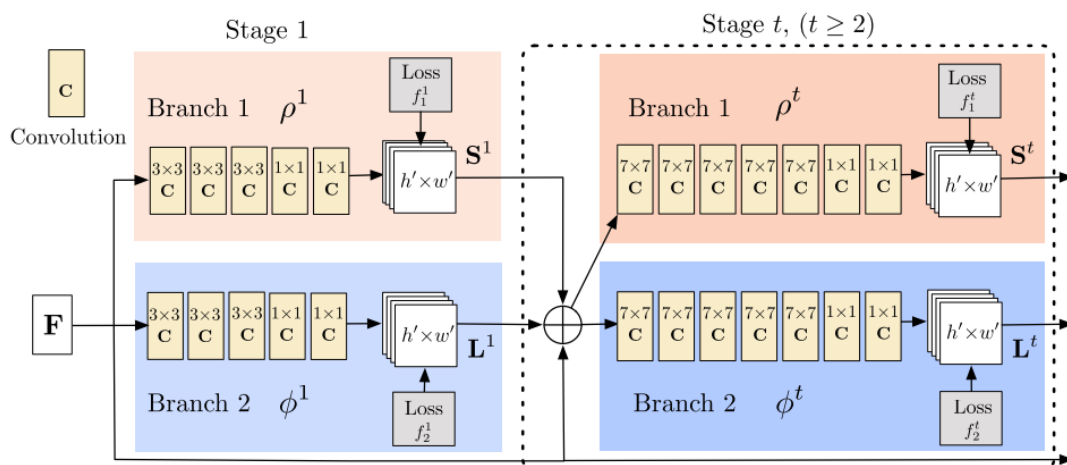 Stage 1
Stage t, (t ≥ 2)
C
Convolution
Branch 1 ρ¹
Loss
f₁¹
3×3 3×3 3×3 1×1 1×1
C C C C C
h′×w′
S¹
Branch 1 ρᵗ
Loss
f₁ᵗ
7×7 7×7 7×7 7×7 7×7 1×1 1×1
C C C C C C C
h′×w′
Sᵗ
F
3×3 3×3 3×3 1×1 1×1
C C C C C
h′×w′
L¹
Branch 2 ϕ¹
Loss
f₂¹
7×7 7×7 7×7 7×7 7×7 1×1 1×1
C C C C C C C
h′×w′
Lᵗ
Branch 2 ϕᵗ
Loss
f₂ᵗ